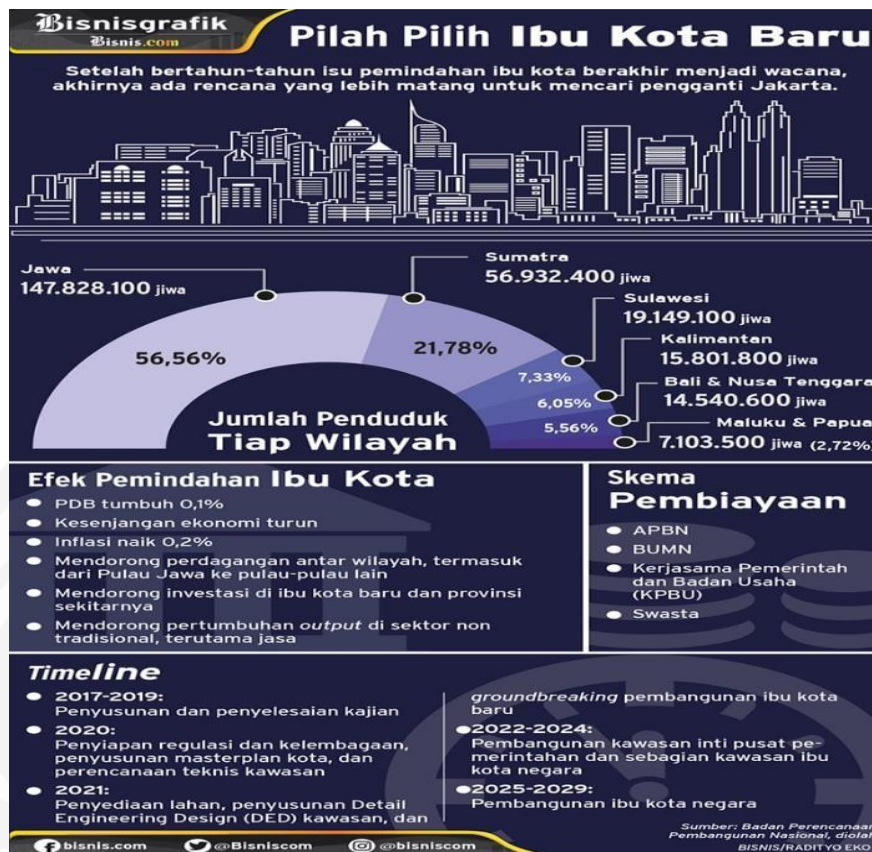 Bisnisgrafik
Bisnis.com
Pilah Pilih Ibu Kota Baru
Setelah bertahun-tahun isu pemindahan ibu kota berakhir menjadi wacana,
akhirnya ada rencana yang lebih matang untuk mencari pengganti Jakarta.
Jawa
147.828.100 jiwa
Sumatra
56.932.400 jiwa
Sulawesi
19.149.100 jiwa
Kalimantan
15.801.800 jiwa
Bali & Nusa Tenggara
14.540.600 jiwa
Maluku & Papua
7.103.500 jiwa (2,72%)
56,56%
21,78%
7,33%
6,05%
5,56%
Jumlah Penduduk
Tiap Wilayah
Efek Pemindahan Ibu Kota
PDB tumbuh 0,1%
Kesenjangan ekonomi turun
Inflasi naik 0,2%
Mendorong perdagangan antar wilayah, termasuk
dari Pulau Jawa ke pulau-pulau lain
Mendorong investasi di ibu kota baru dan provinsi
sekitarnya
Mendorong pertumbuhan output di sektor non
tradisional, terutama jasa
Skema
Pembiayaan
APBN
BUMN
Kerjasama Pemerintah
dan Badan Usaha
(KPBU)
Swasta
Timeline
2017-2019:
Penyusunan dan penyelesaian kajian
2020:
Penyiapan regulasi dan kelembagaan,
penyusunan masterplan kota, dan
perencanaan teknis kawasan
2021:
Penyediaan lahan, penyusunan Detail
Engineering Design (DED) kawasan, dan
groundbreaking pembangunan ibu kota
baru
2022-2024:
Pembangunan kawasan inti pusat pe-
merintahan dan sebagian kawasan ibu
kota negara
2025-2029:
Pembangunan ibu kota negara
Sumber: Badan Perencanaan
Pembangunan Nasional, diolah
BISNIS/RADITYO EKO
bisnis.com
@Bisniscom
@bisniscom